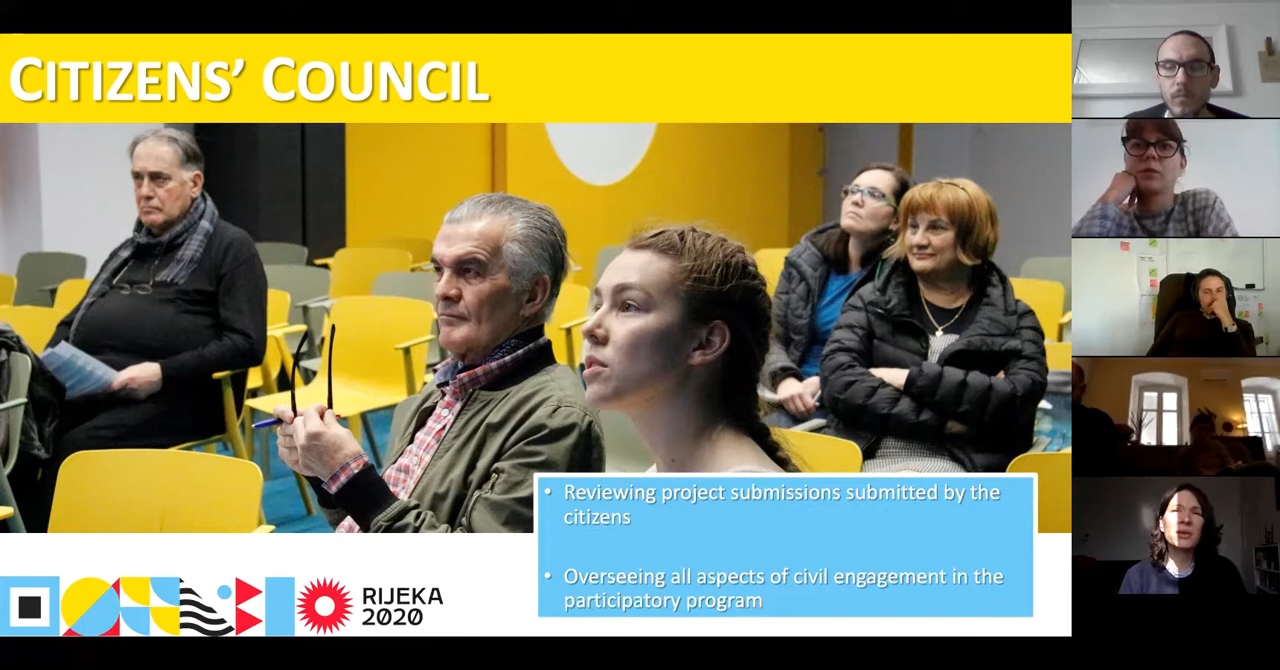 CITIZENS' COUNCIL
• Reviewing project submissions submitted by the
citizens
• Overseeing all aspects of civil engagement in the
participatory program
RIJEKA
2020